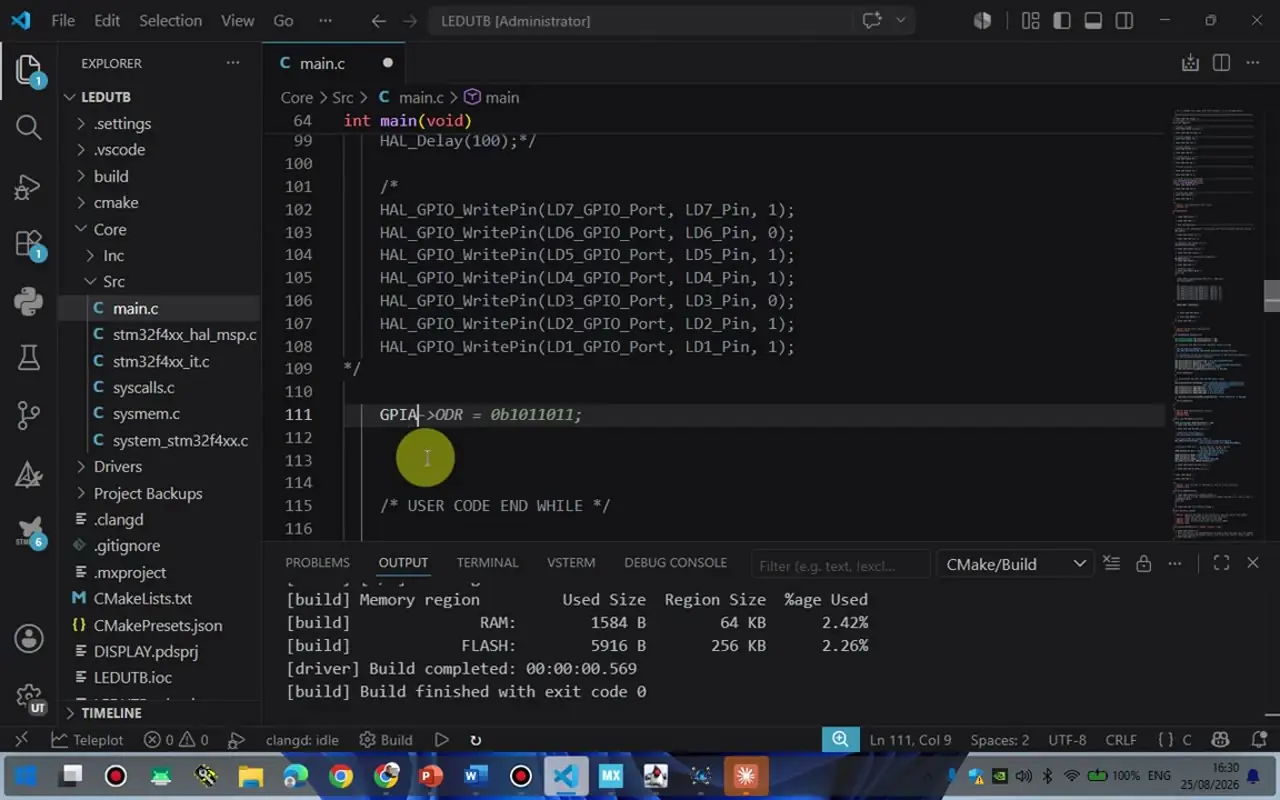 File Edit Selection View Go ··· LEDUTB [Administrator]
EXPLORER ···
LEDUTB
.settings
.vscode
build
cmake
Core
Inc
Src
C main.c
C stm32f4xx_hal_msp.c
C stm32f4xx_it.c
C syscalls.c
C sysmem.c
C system_stm32f4xx.c
Drivers
Project Backups
.clangd
.gitignore
.mxproject
M CMakeLists.txt
{} CMakePresets.json
DISPLAY.pdsprj
LEDUTB.ioc
TIMELINE
1
1
6
UT
C main.c
Core > Src > C main.c > main
64 int main(void)
99 HAL_Delay(100);*/
100
101 /*
102 HAL_GPIO_WritePin(LD7_GPIO_Port, LD7_Pin, 1);
103 HAL_GPIO_WritePin(LD6_GPIO_Port, LD6_Pin, 0);
104 HAL_GPIO_WritePin(LD5_GPIO_Port, LD5_Pin, 1);
105 HAL_GPIO_WritePin(LD4_GPIO_Port, LD4_Pin, 1);
106 HAL_GPIO_WritePin(LD3_GPIO_Port, LD3_Pin, 0);
107 HAL_GPIO_WritePin(LD2_GPIO_Port, LD2_Pin, 1);
108 HAL_GPIO_WritePin(LD1_GPIO_Port, LD1_Pin, 1);
109 */
110
111 GPIA->ODR = 0b1011011;
112
113
114
115 /* USER CODE END WHILE */
116
PROBLEMS OUTPUT TERMINAL VSTERM DEBUG CONSOLE Filter (e.g. text, !excl... CMake/Build
[build] Memory region Used Size Region Size %age Used
[build] RAM: 1584 B 64 KB 2.42%
[build] FLASH: 5916 B 256 KB 2.26%
[driver] Build completed: 00:00:00.569
[build] Build finished with exit code 0
Teleplot 0 0 clangd: idle Build Ln 111, Col 9 Spaces: 2 UTF-8 CRLF {} C
MX 100% ENG 16:30
25/08/2026